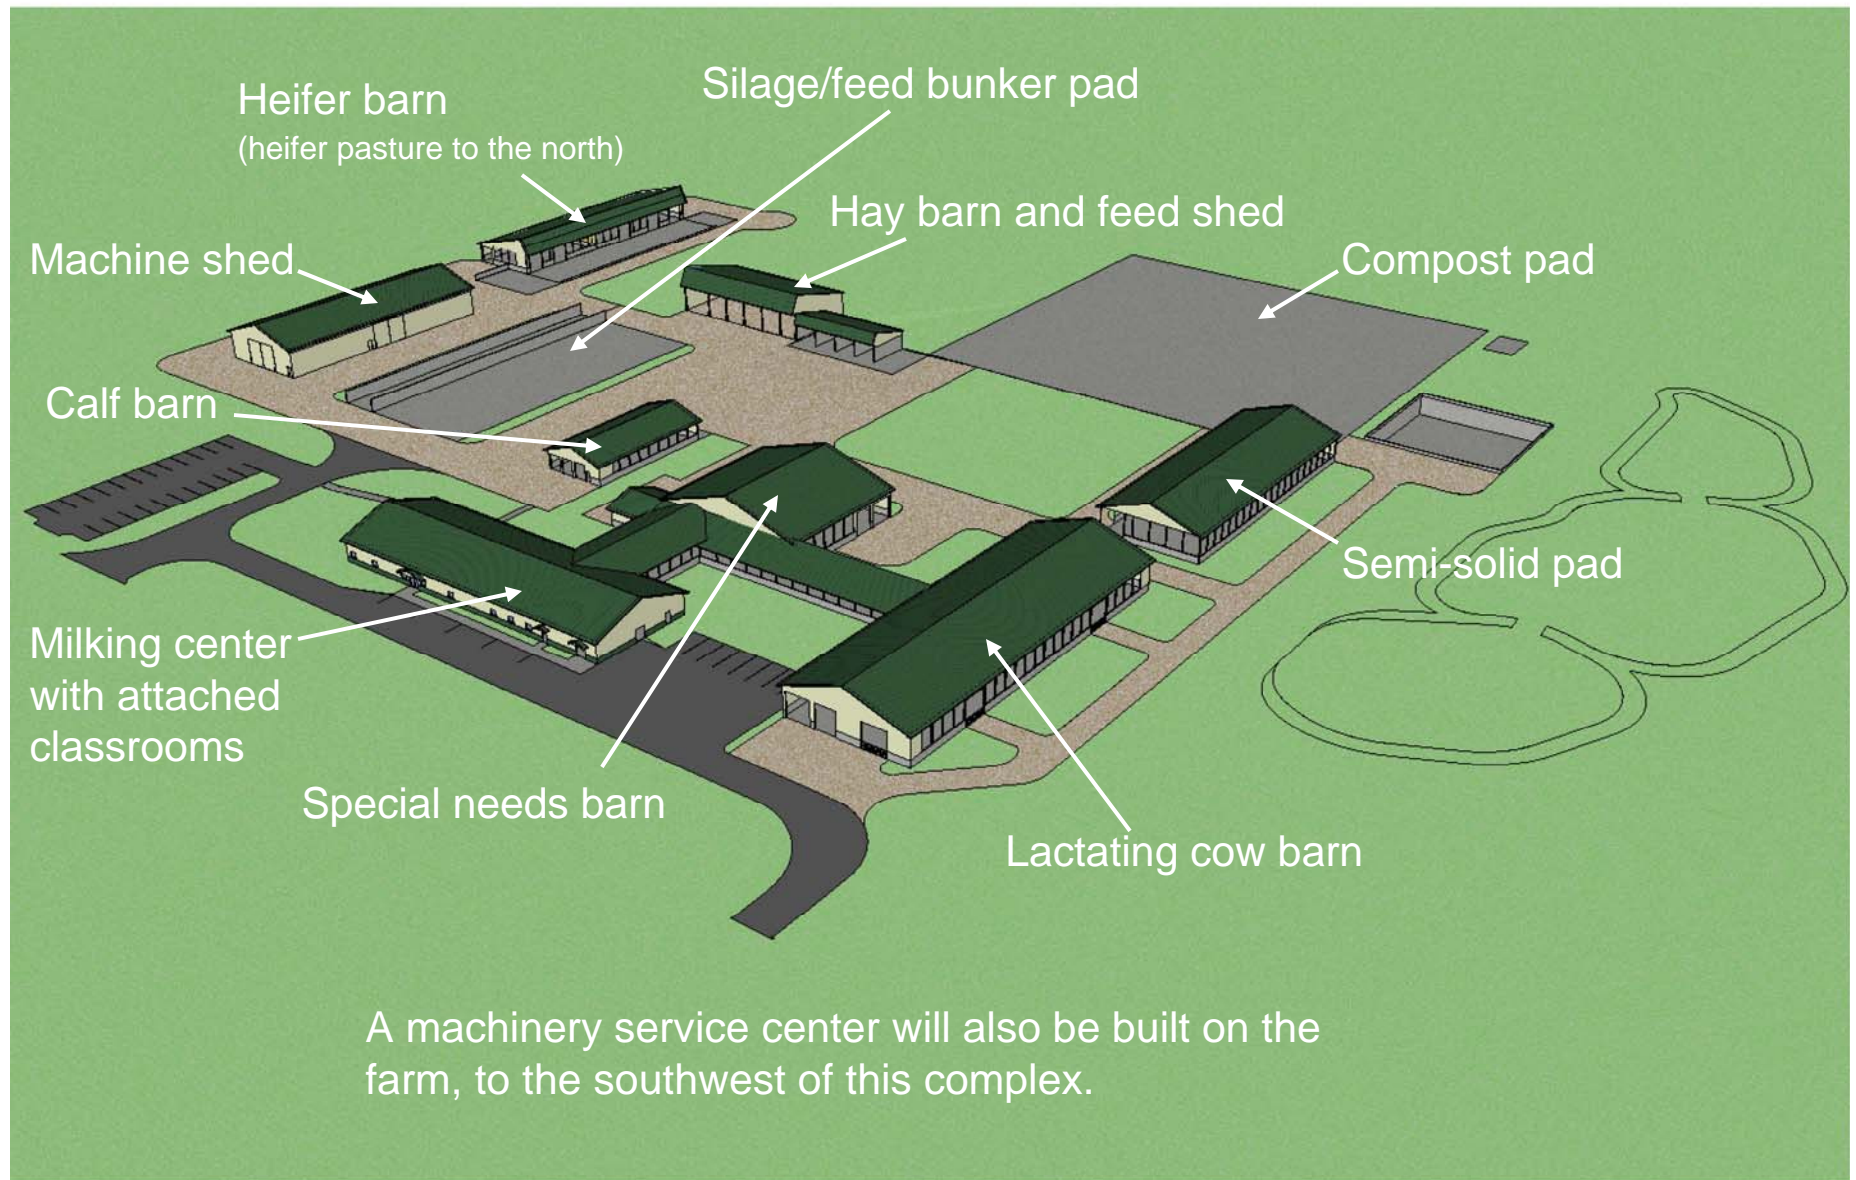 Silage/feed bunker pad
Heifer barn
(heifer pasture to the north)
Hay barn and feed shed
Machine shed
Compost pad
Calf barn
Semi-solid pad
Milking center
with attached
classrooms
Special needs barn
Lactating cow barn
A machinery service center will also be built on the
farm, to the southwest of this complex.